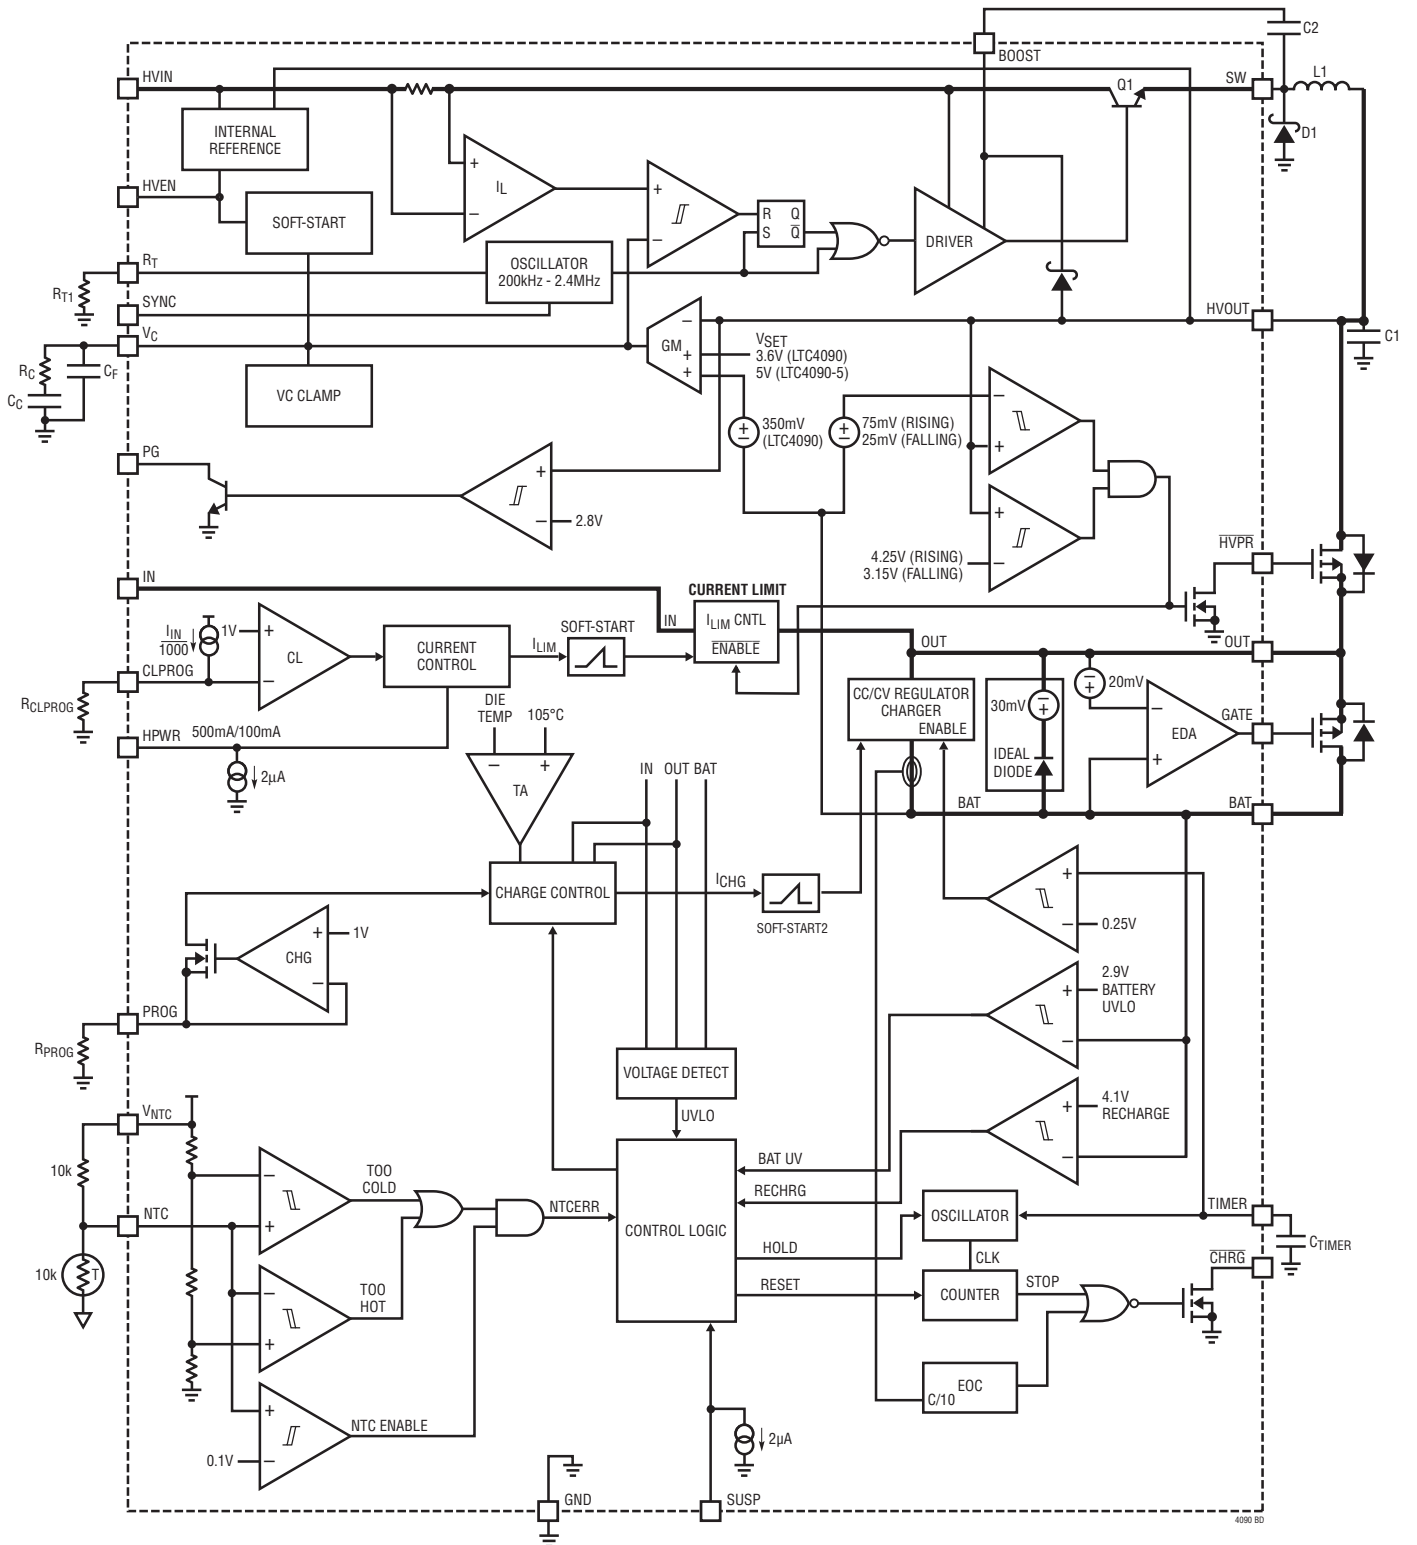 C2
BOOST
HVIN
SW
L1
Q1
D1
INTERNAL
REFERENCE
+
IL
−
HVEN
SOFT-START
+
−
R Q
S Q̅
DRIVER
RT
OSCILLATOR
200kHz - 2.4MHz
RT1
SYNC
HVOUT
VC
GM
−
+
+
VSET
3.6V (LTC4090)
5V (LTC4090-5)
C1
RC
CF
CC
VC CLAMP
350mV
(LTC4090)
+
−
75mV (RISING)
25mV (FALLING)
+
−
−
+
PG
+
−
2.8V
+
−
4.25V (RISING)
3.15V (FALLING)
H̅V̅P̅R̅
IN
CURRENT LIMIT
IN
ILIM CNTL
E̅N̅A̅B̅L̅E̅
IIN
1000
1V
+
CL
−
CURRENT
CONTROL
ILIM
SOFT-START
OUT
OUT
CLPROG
RCLPROG
HPWR
500mA/100mA
2µA
DIE
TEMP
105°C
−
+
TA
CC/CV REGULATOR
CHARGER
ENABLE
30mV
−
+
IDEAL
DIODE
−
+
20mV
−
EDA
+
GATE
BAT
BAT
IN OUT BAT
CHARGE CONTROL
ICHG
SOFT-START2
+
−
0.25V
+
1V
CHG
−
2.9V
BATTERY
UVLO
+
−
PROG
RPROG
VOLTAGE DETECT
UVLO
4.1V
RECHARGE
+
−
VNTC
10k
TOO
COLD
−
+
NTC
NTCERR
CONTROL LOGIC
BAT UV
RECHRG
HOLD
RESET
OSCILLATOR
CLK
COUNTER
STOP
TIMER
CTIMER
C̅H̅R̅G̅
10k
T
TOO
HOT
−
+
EOC
C/10
+
−
NTC ENABLE
0.1V
2µA
GND
SUSP
4090 BD